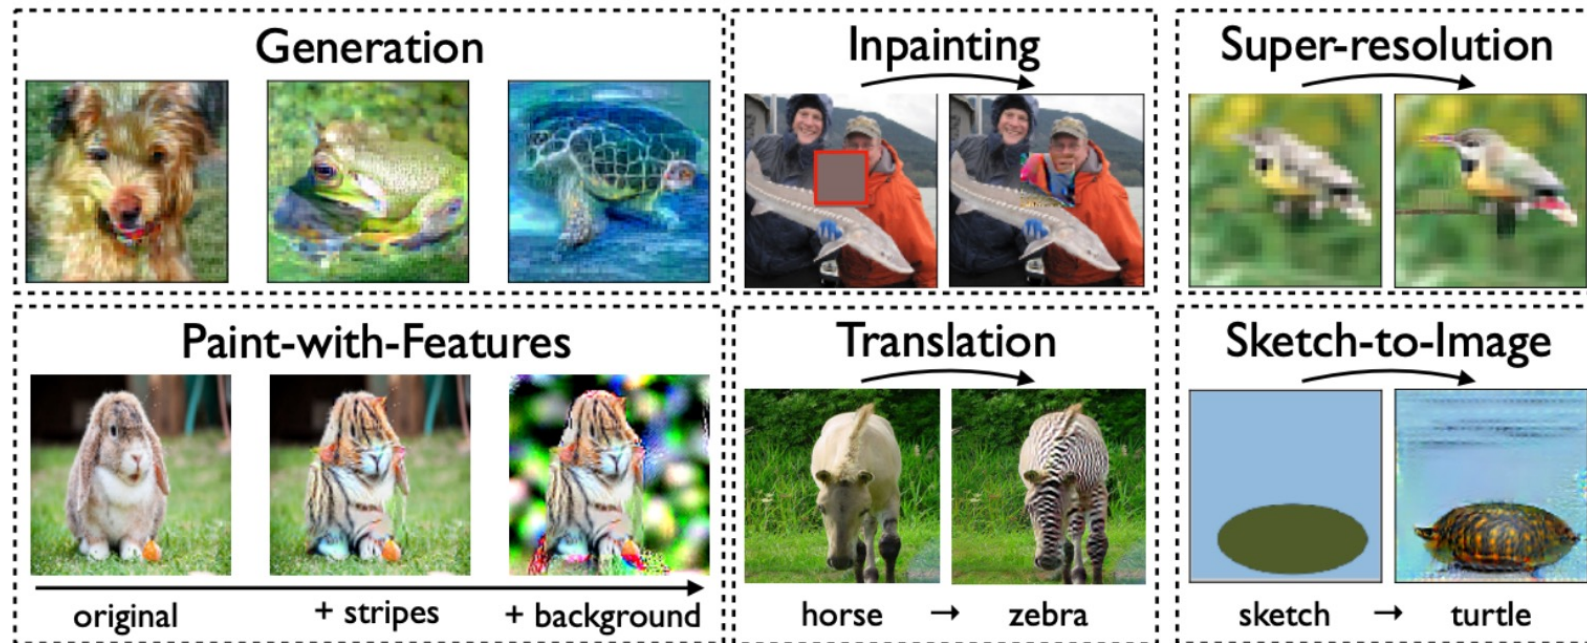 Generation
Inpainting
Super-resolution
Paint-with-Features
original
+ stripes
+ background
Translation
horse → zebra
Sketch-to-Image
sketch → turtle